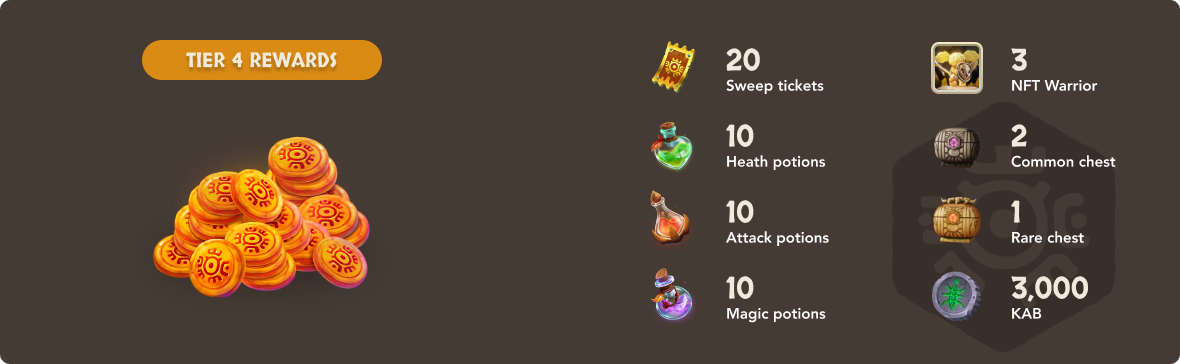 TIER 4 REWARDS
20
Sweep tickets
10
Heath potions
10
Attack potions
10
Magic potions
3
NFT Warrior
2
Common chest
1
Rare chest
3,000
KAB